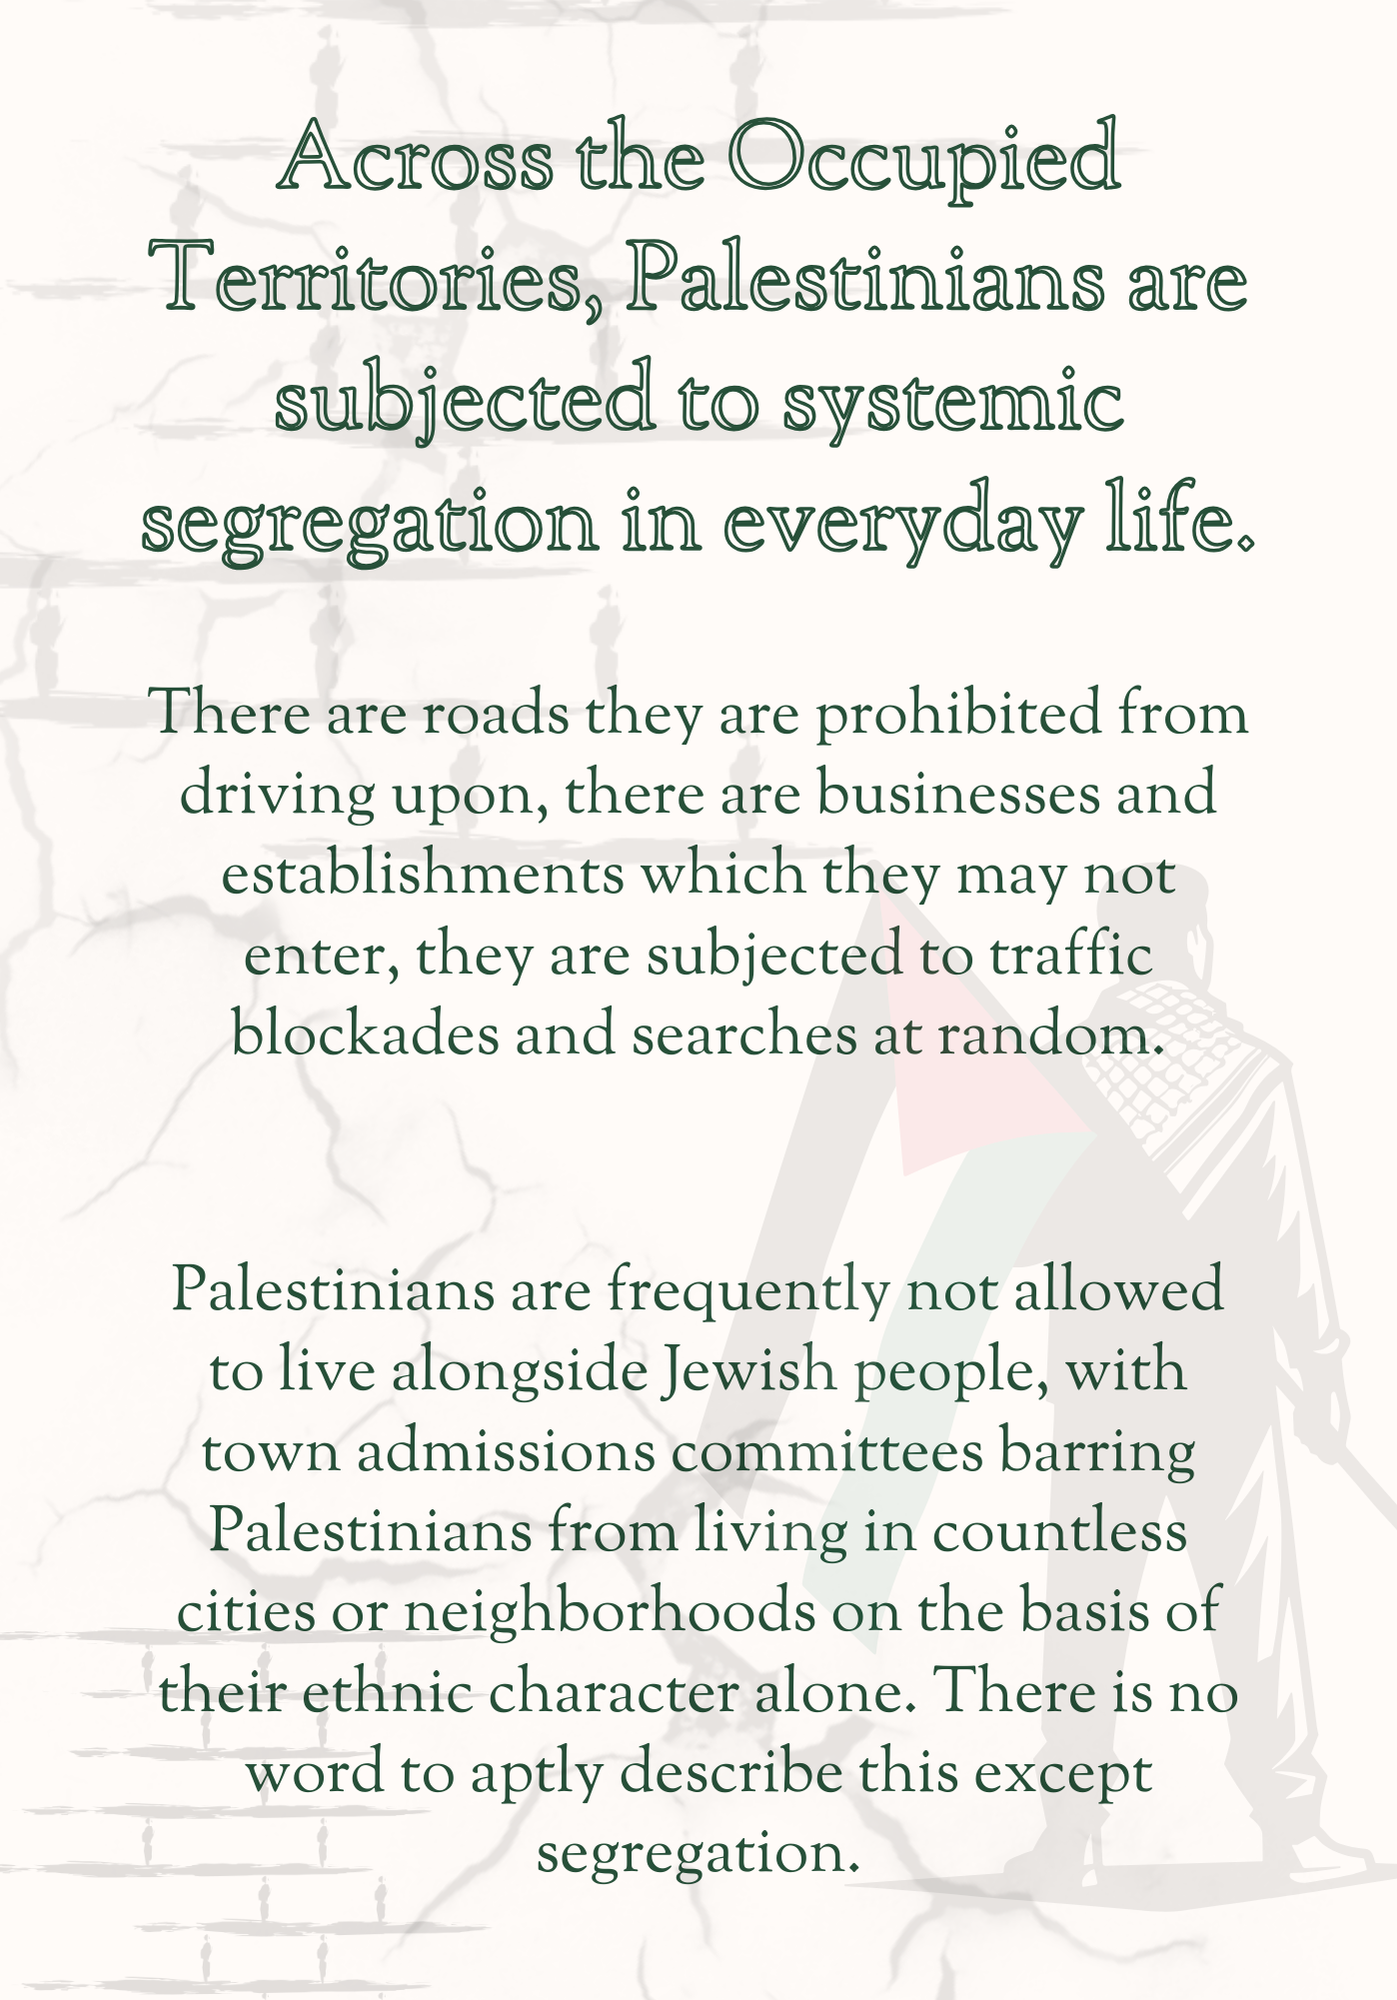 Across the Occupied
Territories, Palestinians are
subjected to systemic
segregation in everyday life.
There are roads they are prohibited from
driving upon, there are businesses and
establishments which they may not
enter, they are subjected to traffic
blockades and searches at random.
Palestinians are frequently not allowed
to live alongside Jewish people, with
town admissions committees barring
Palestinians from living in countless
cities or neighborhoods on the basis of
their ethnic character alone. There is no
word to aptly describe this except
segregation.